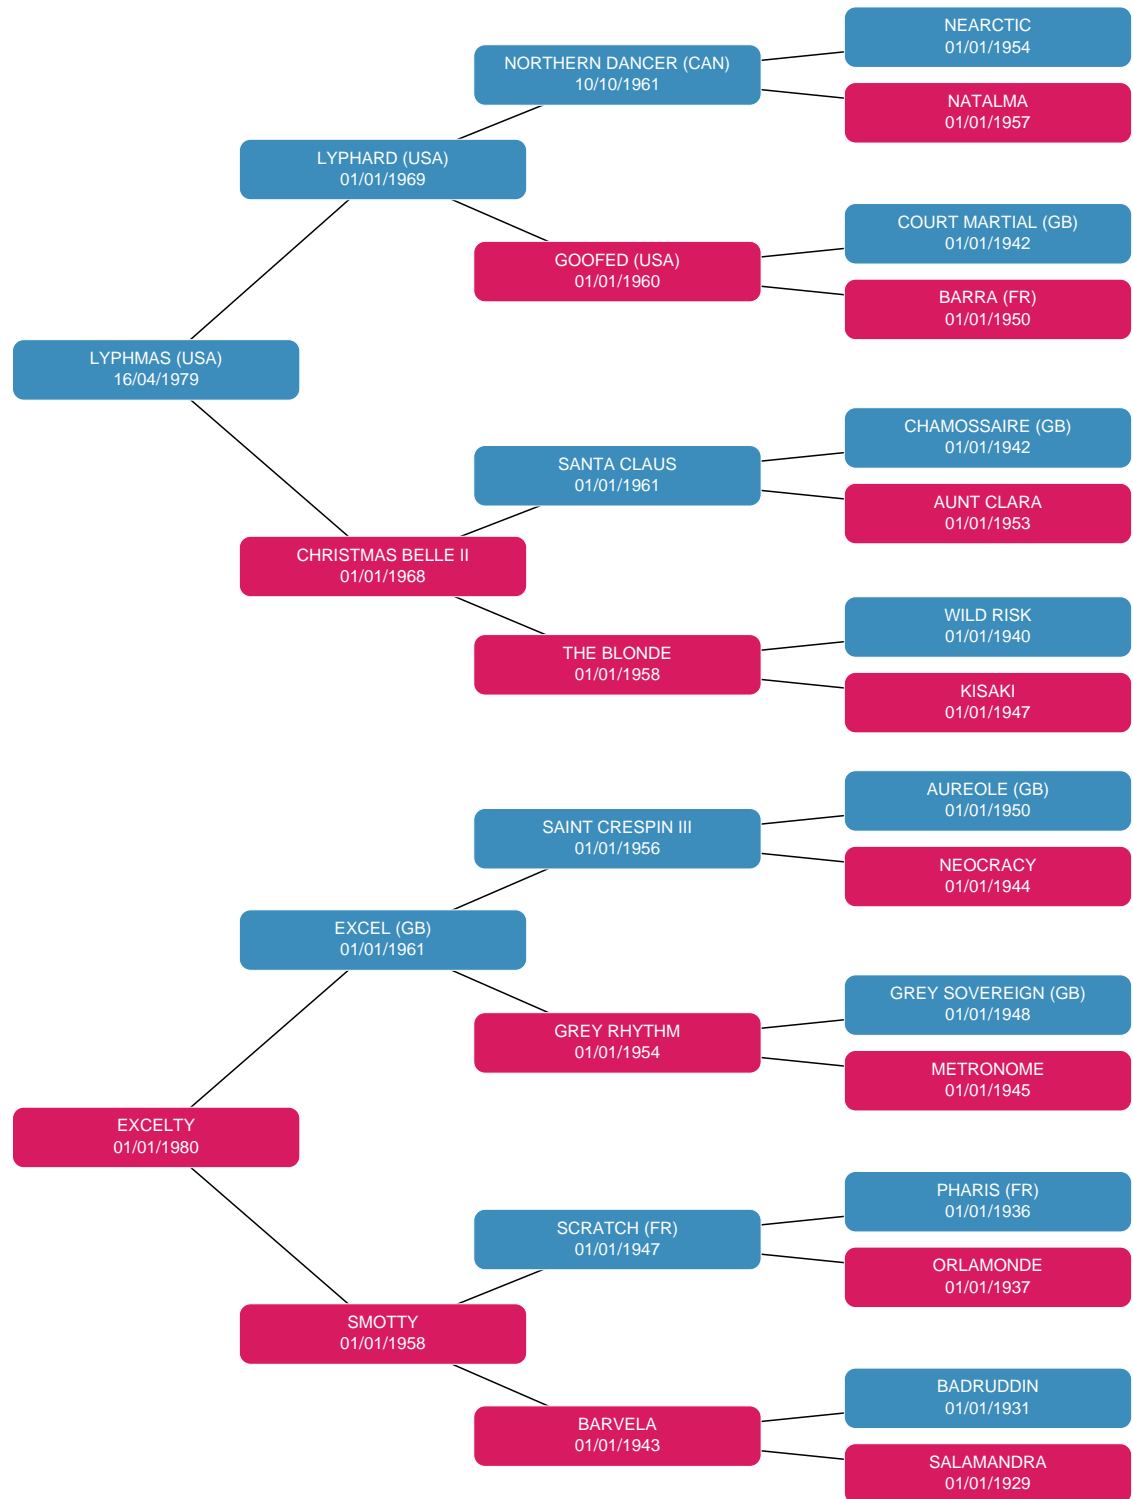 NEARCTIC
01/01/1954
NORTHERN DANCER (CAN)
10/10/1961
NATALMA
01/01/1957
LYPHARD (USA)
01/01/1969
COURT MARTIAL (GB)
01/01/1942
GOOFED (USA)
01/01/1960
BARRA (FR)
01/01/1950
LYPHMAS (USA)
16/04/1979
CHAMOSSAIRE (GB)
01/01/1942
SANTA CLAUS
01/01/1961
AUNT CLARA
01/01/1953
CHRISTMAS BELLE II
01/01/1968
WILD RISK
01/01/1940
THE BLONDE
01/01/1958
KISAKI
01/01/1947
AUREOLE (GB)
01/01/1950
SAINT CRESPIN III
01/01/1956
NEOCRACY
01/01/1944
EXCEL (GB)
01/01/1961
GREY SOVEREIGN (GB)
01/01/1948
GREY RHYTHM
01/01/1954
METRONOME
01/01/1945
EXCELTY
01/01/1980
PHARIS (FR)
01/01/1936
SCRATCH (FR)
01/01/1947
ORLAMONDE
01/01/1937
SMOTTY
01/01/1958
BADRUDDIN
01/01/1931
BARVELA
01/01/1943
SALAMANDRA
01/01/1929